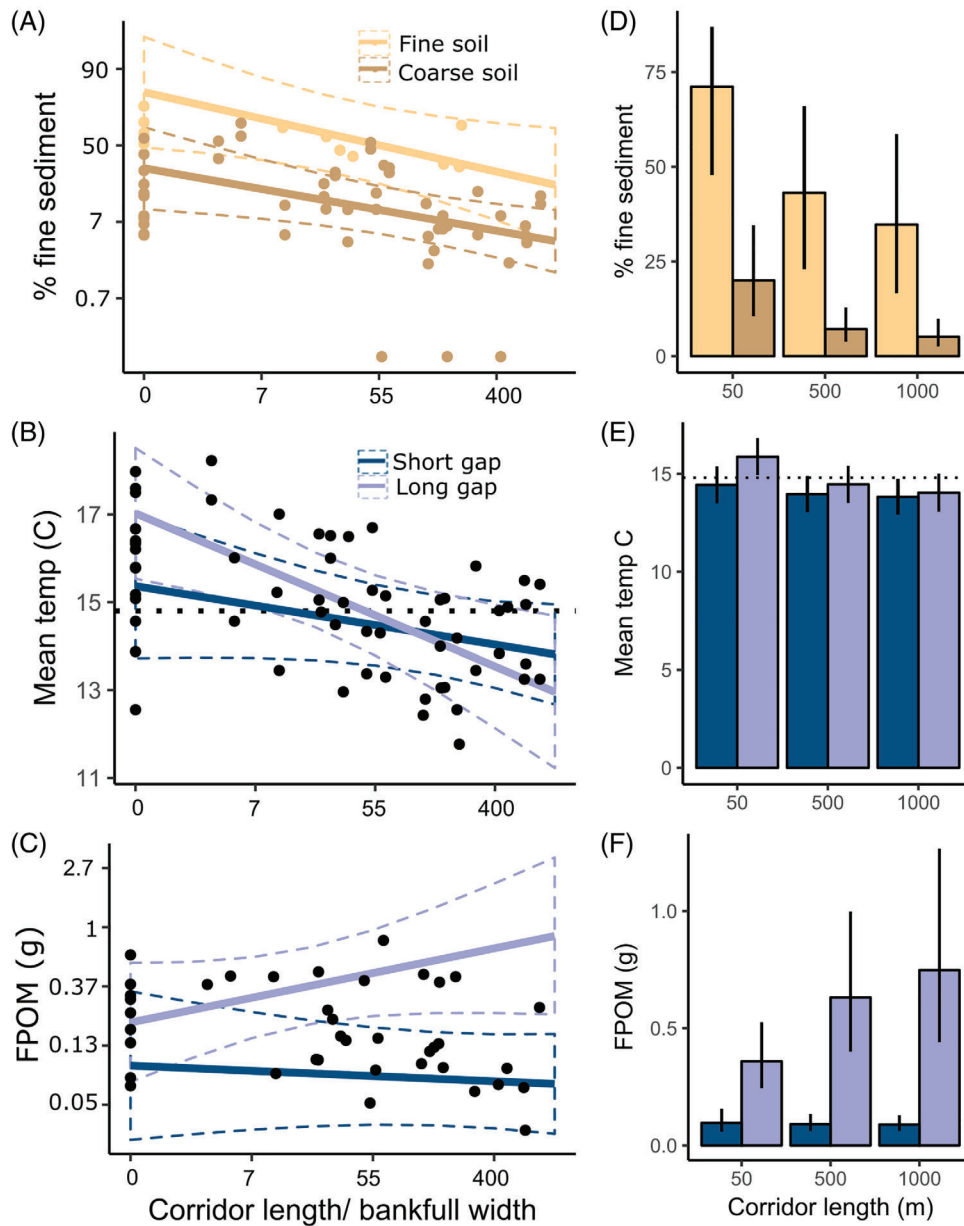 (A)
% fine sediment
90
50
7
0.7
Fine soil
Coarse soil
0 7 55 400
(D)
% fine sediment
75
50
25
0
50 500 1000
(B)
Mean temp (C)
17
15
13
11
Short gap
Long gap
0 7 55 400
(E)
Mean temp C
15
10
5
0
50 500 1000
(C)
FPOM (g)
2.7
1
0.37
0.13
0.05
0 7 55 400
Corridor length/ bankfull width
(F)
FPOM (g)
1.0
0.5
0.0
50 500 1000
Corridor length (m)